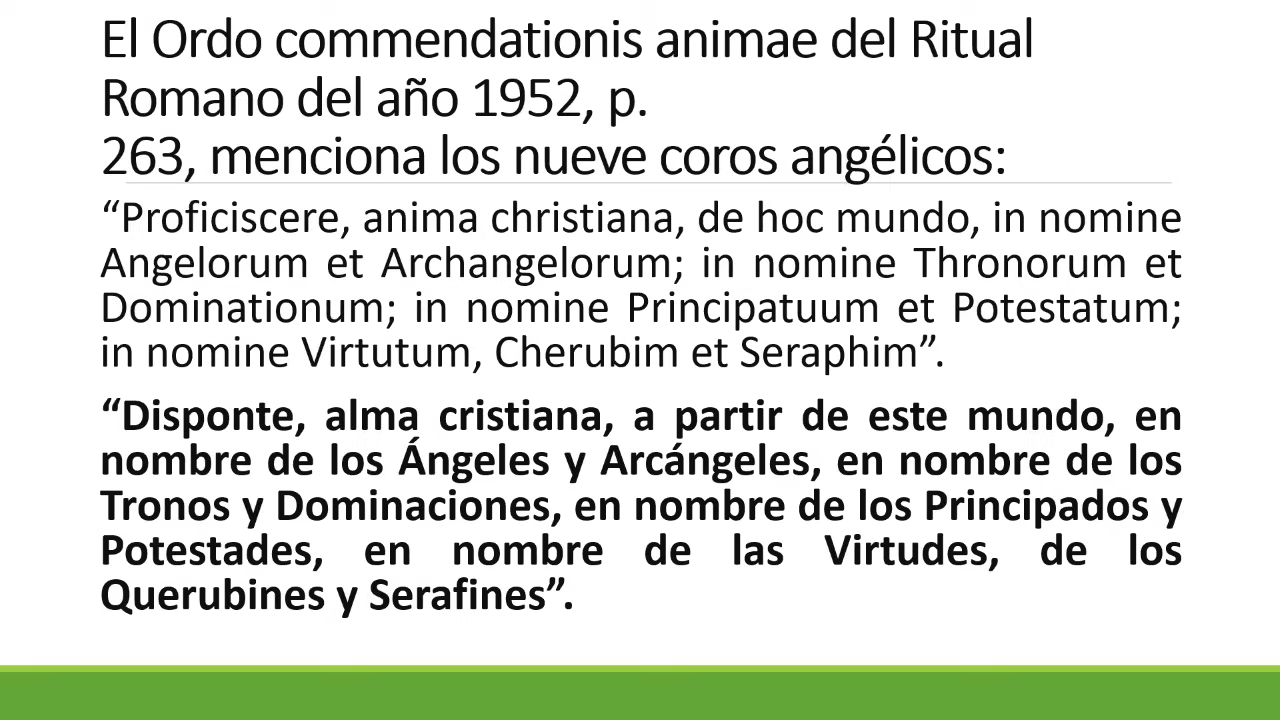 El Ordo commendationis animae del Ritual
Romano del año 1952, p.
263, menciona los nueve coros angélicos:
“Proficiscere, anima christiana, de hoc mundo, in nomine
Angelorum et Archangelorum; in nomine Thronorum et
Dominationum; in nomine Principatuum et Potestatum;
in nomine Virtutum, Cherubim et Seraphim”.
“Disponte, alma cristiana, a partir de este mundo, en
nombre de los Ángeles y Arcángeles, en nombre de los
Tronos y Dominaciones, en nombre de los Principados y
Potestades, en nombre de las Virtudes, de los
Querubines y Serafines”.